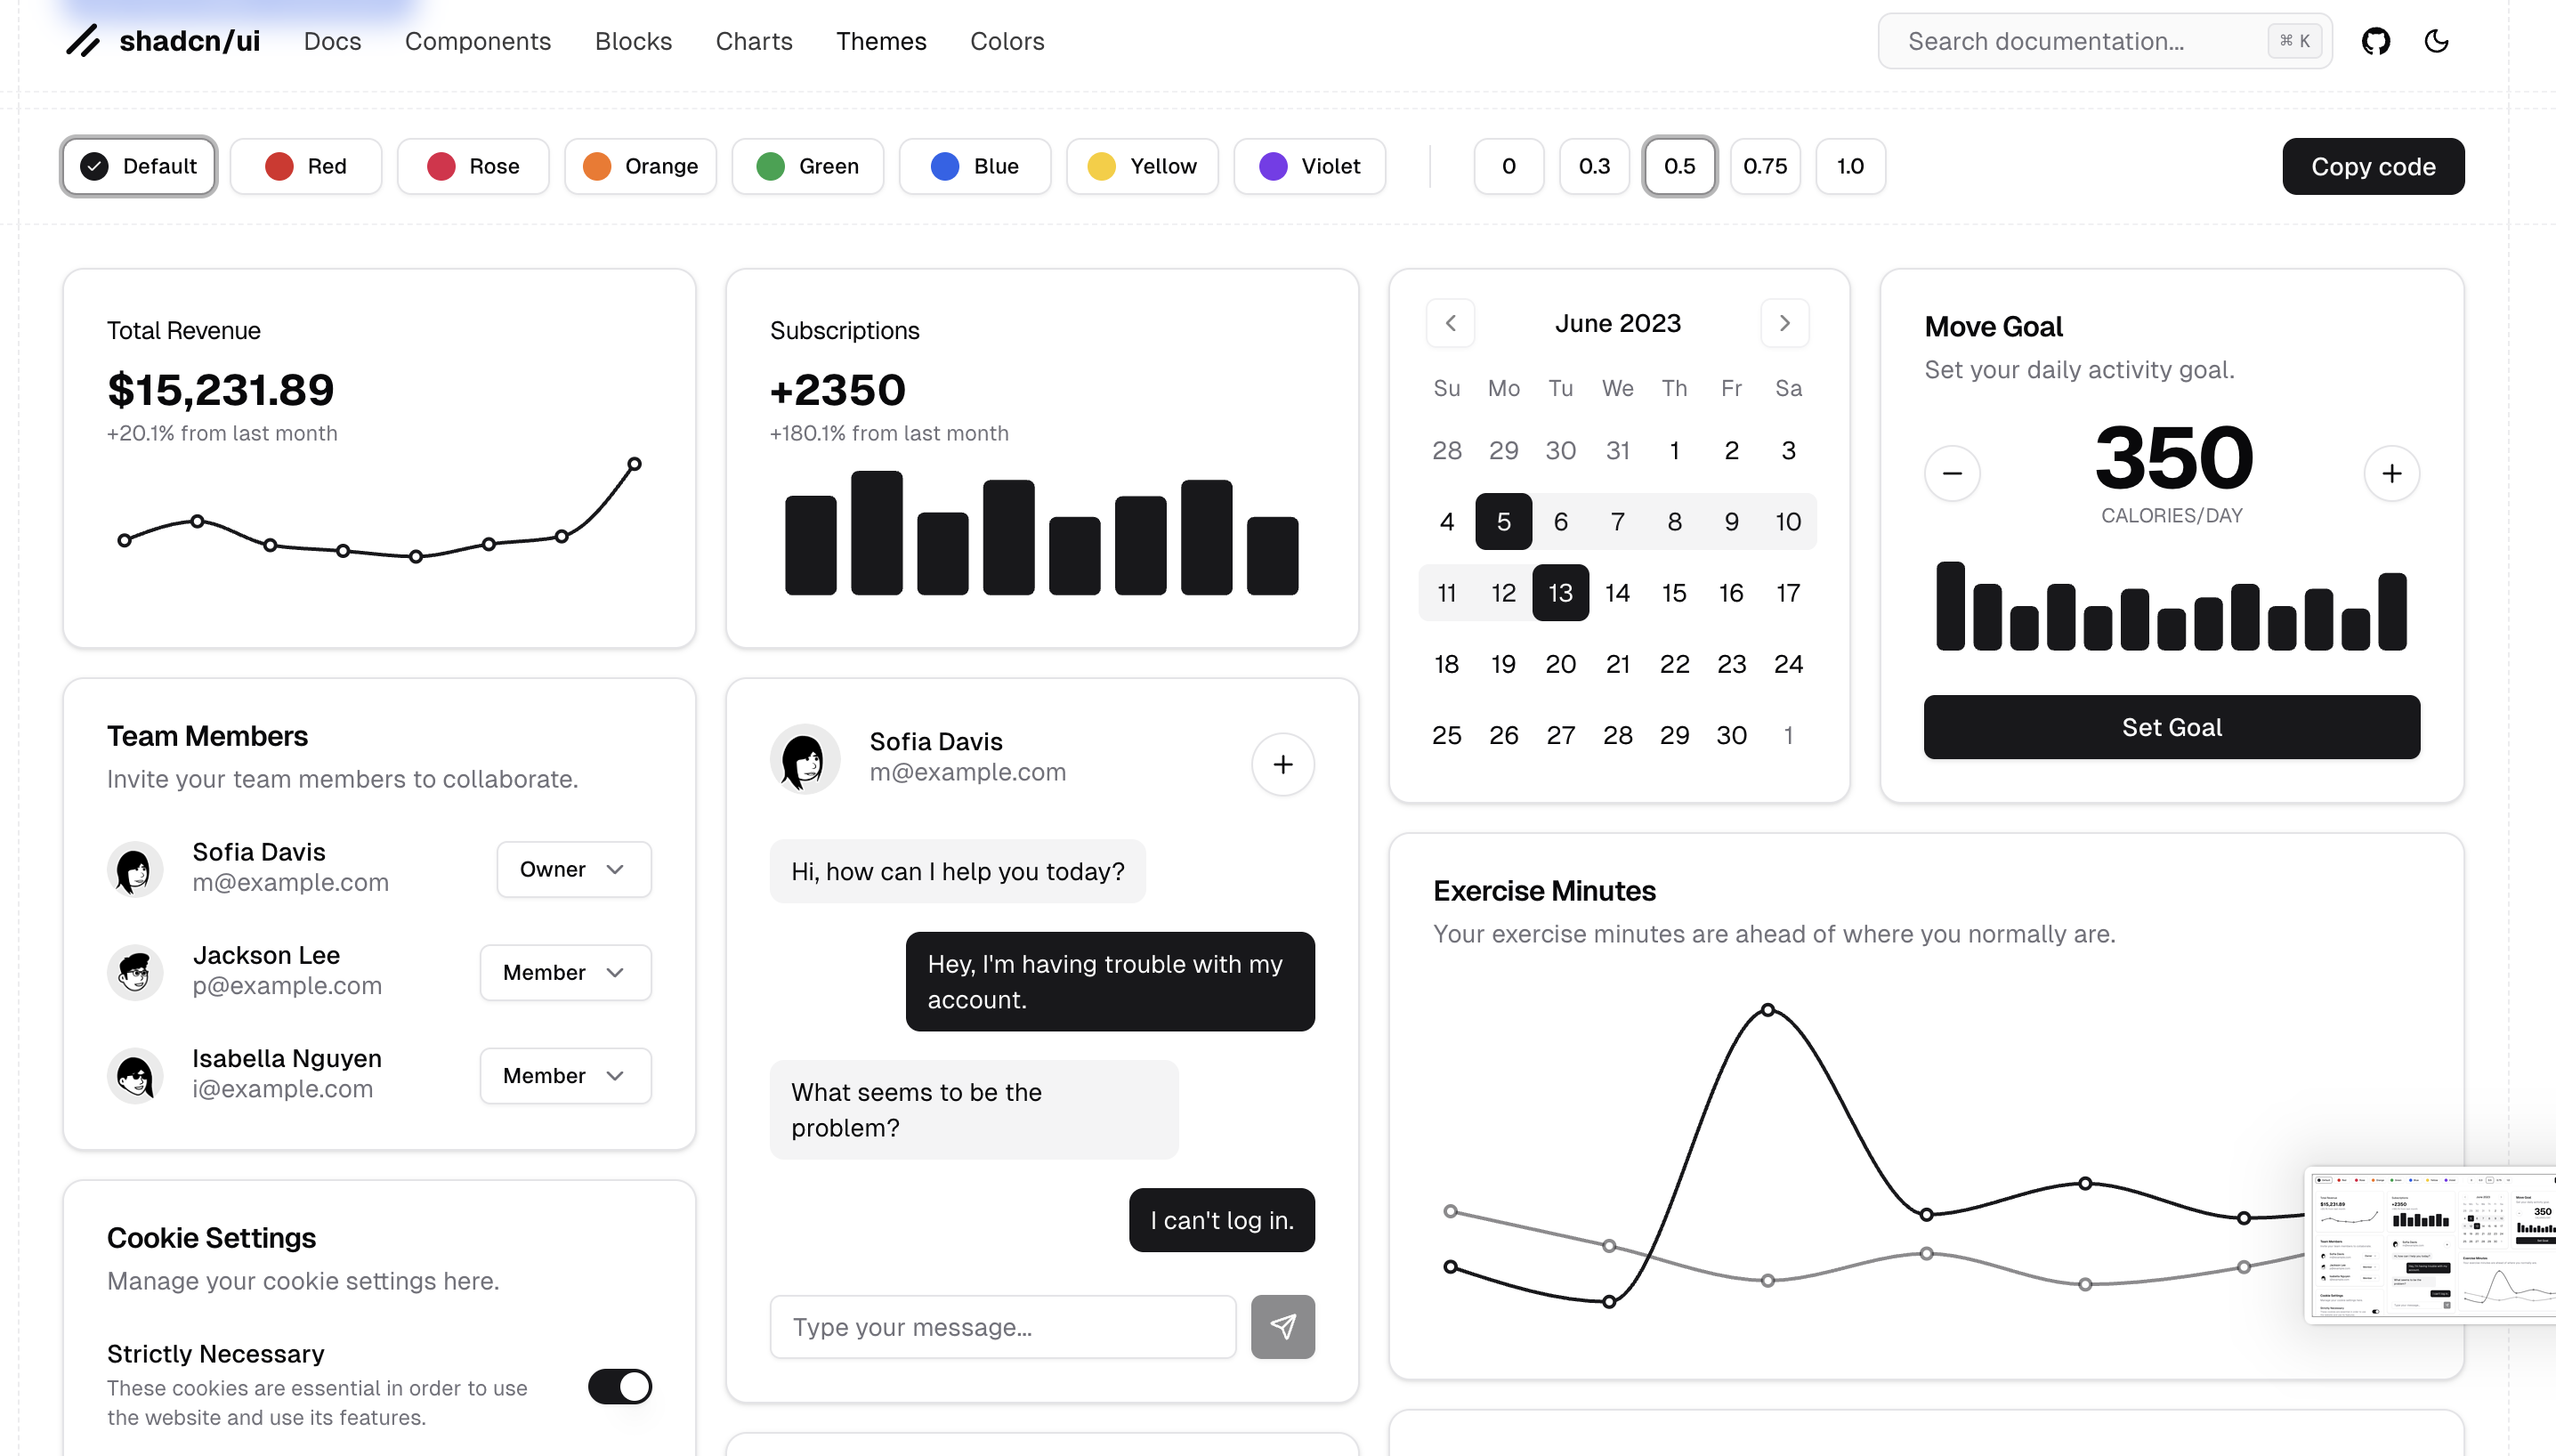 shadcn/ui Docs Components Blocks Charts Themes Colors Search documentation... ⌘ K
Default Red Rose Orange Green Blue Yellow Violet 0 0.3 0.5 0.75 1.0 Copy code
Total Revenue
$15,231.89
+20.1% from last month
Subscriptions
+2350
+180.1% from last month
June 2023
Su Mo Tu We Th Fr Sa
28 29 30 31 1 2 3
4 5 6 7 8 9 10
11 12 13 14 15 16 17
18 19 20 21 22 23 24
25 26 27 28 29 30 1
Move Goal
Set your daily activity goal.
350
CALORIES/DAY
Set Goal
Team Members
Invite your team members to collaborate.
Sofia Davis
m@example.com
Owner
Jackson Lee
p@example.com
Member
Isabella Nguyen
i@example.com
Member
Sofia Davis
m@example.com
Hi, how can I help you today?
Hey, I'm having trouble with my
account.
What seems to be the
problem?
I can't log in.
Type your message...
Exercise Minutes
Your exercise minutes are ahead of where you normally are.
Cookie Settings
Manage your cookie settings here.
Strictly Necessary
These cookies are essential in order to use
the website and use its features.
$15,231.89
+2350
350